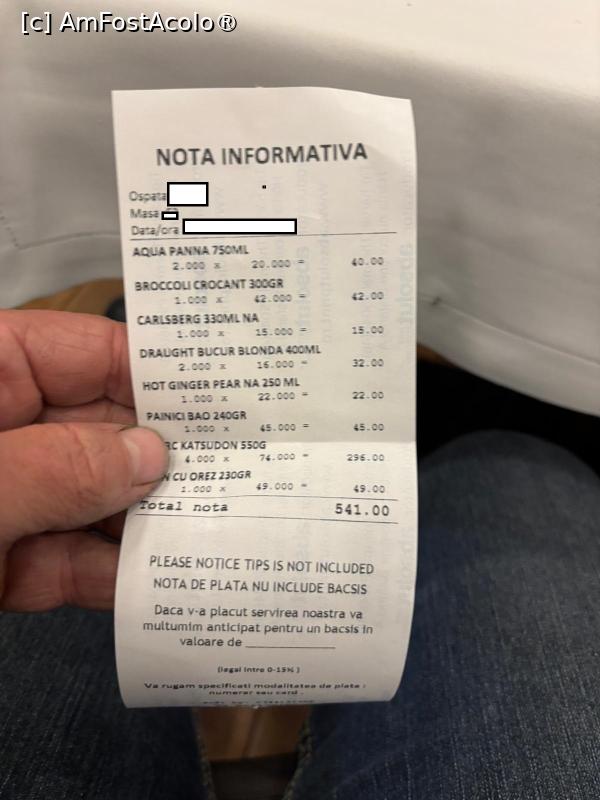 [c] AmFostAcolo®
NOTA INFORMATIVA
Ospata
Masa
Data/ora
AQUA PANNA 750ML
2.000 x 20.000 = 40.00
BROCCOLI CROCANT 300GR
1.000 x 42.000 = 42.00
CARLSBERG 330ML NA
1.000 x 15.000 = 15.00
DRAUGHT BUCUR BLONDA 400ML
2.000 x 16.000 = 32.00
HOT GINGER PEAR NA 250 ML
1.000 x 22.000 = 22.00
PAINICI BAO 240GR
1.000 x 45.000 = 45.00
KATSUDON 550G
4.000 x 74.000 = 296.00
CU OREZ 230GR
1.000 x 49.000 = 49.00
Total nota 541.00
PLEASE NOTICE TIPS IS NOT INCLUDED
NOTA DE PLATA NU INCLUDE BACSIS
Daca v-a placut servirea noastra va
multumim anticipat pentru un bacsis in
valoare de
(legal intre 0-15% )
Va rugam specificati modalitatea de plata :
numerar sau card .